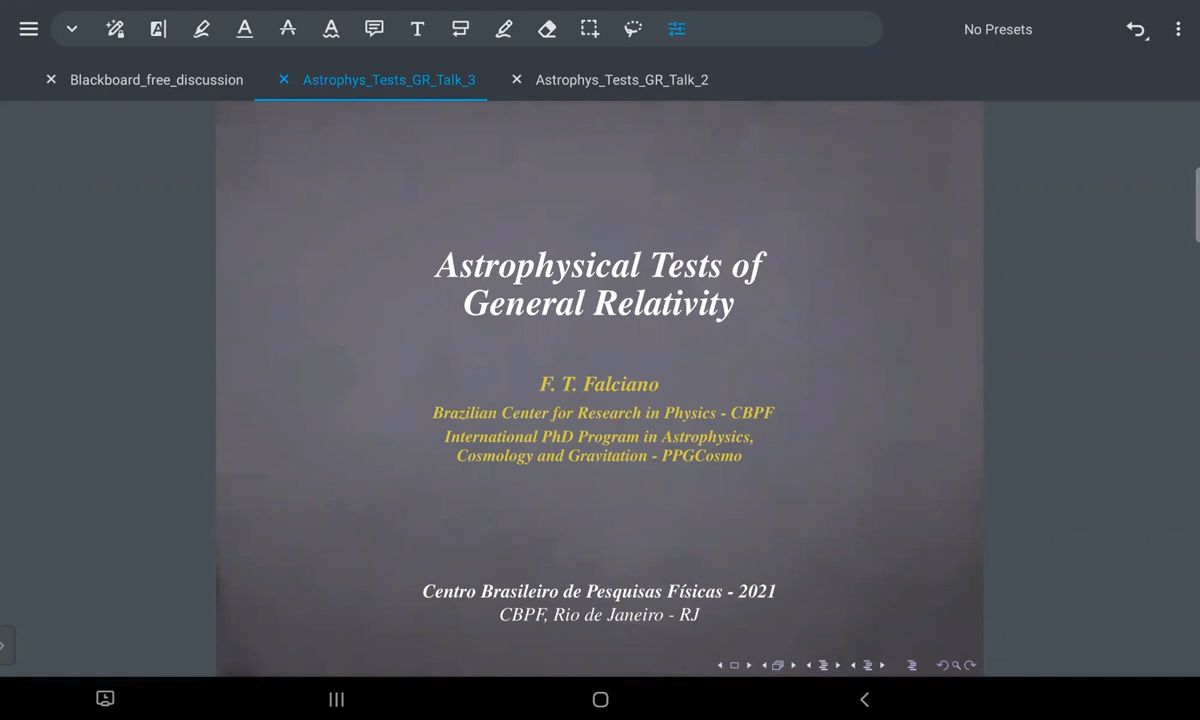 No Presets
Blackboard_free_discussion
Astrophys_Tests_GR_Talk_3
Astrophys_Tests_GR_Talk_2
Astrophysical Tests of
General Relativity
F. T. Falciano
Brazilian Center for Research in Physics - CBPF
International PhD Program in Astrophysics,
Cosmology and Gravitation - PPGCosmo
Centro Brasileiro de Pesquisas Físicas - 2021
CBPF, Rio de Janeiro - RJ